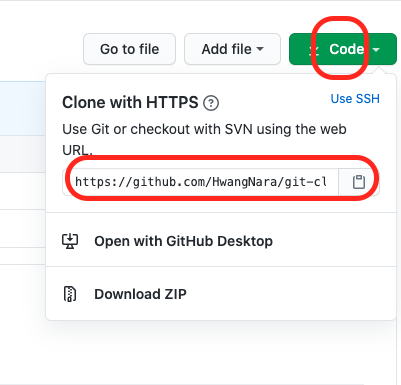 Go to file
Add file
Code
Clone with HTTPS
Use SSH
Use Git or checkout with SVN using the web
URL.
https://github.com/HwangNara/git-cl
Open with GitHub Desktop
Download ZIP